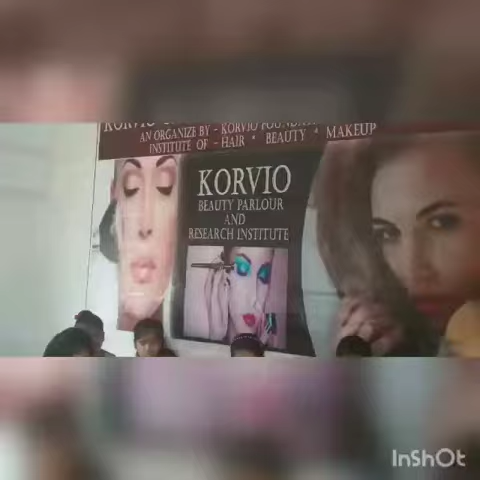 AN ORGANIZE BY - KORVIO
INSTITUTE OF - HAIR * BEAUTY * MAKEUP
KORVIO
BEAUTY PARLOUR
AND
RESEARCH INSTITUTE
InShOt